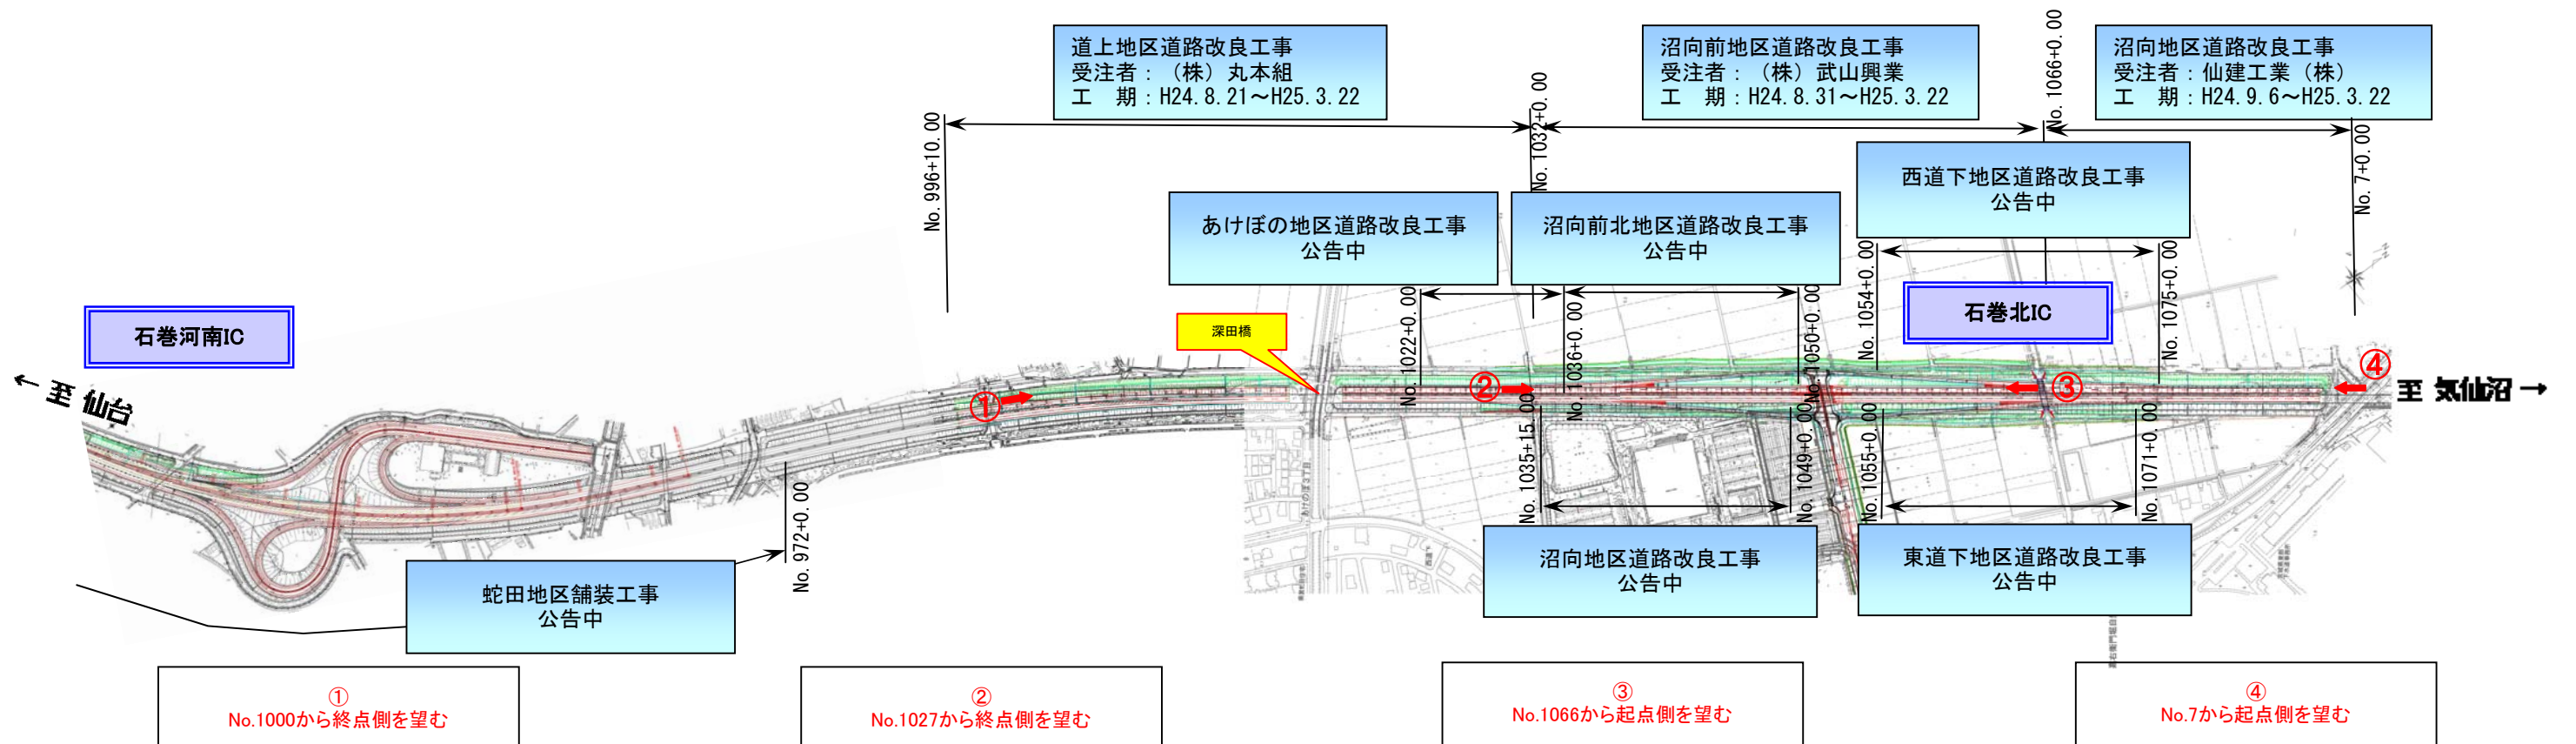 道上地区道路改良工事
受注者：（株）丸本組
工　期：H24.8.21～H25.3.22
沼向前地区道路改良工事
受注者：（株）武山興業
工　期：H24.8.31～H25.3.22
沼向地区道路改良工事
受注者：仙建工業（株）
工　期：H24.9.6～H25.3.22
No.996+10.00
No.1032+0.00
No.1066+0.00
No.7+0.00
あけぼの地区道路改良工事
公告中
沼向前北地区道路改良工事
公告中
西道下地区道路改良工事
公告中
No.1022+0.00
No.1036+0.00
No.1050+0.00
No.1054+0.00
No.1075+0.00
石巻河南IC
石巻北IC
深田橋
← 至 仙台
至 気仙沼 →
①
②
③
④
No.972+0.00
No.1035+15.00
No.1049+0.00
No.1055+0.00
No.1071+0.00
あけぼの3丁目
西道下
蛇田地区舗装工事
公告中
沼向地区道路改良工事
公告中
東道下地区道路改良工事
公告中
①
No.1000から終点側を望む
②
No.1027から終点側を望む
③
No.1066から起点側を望む
④
No.7から起点側を望む